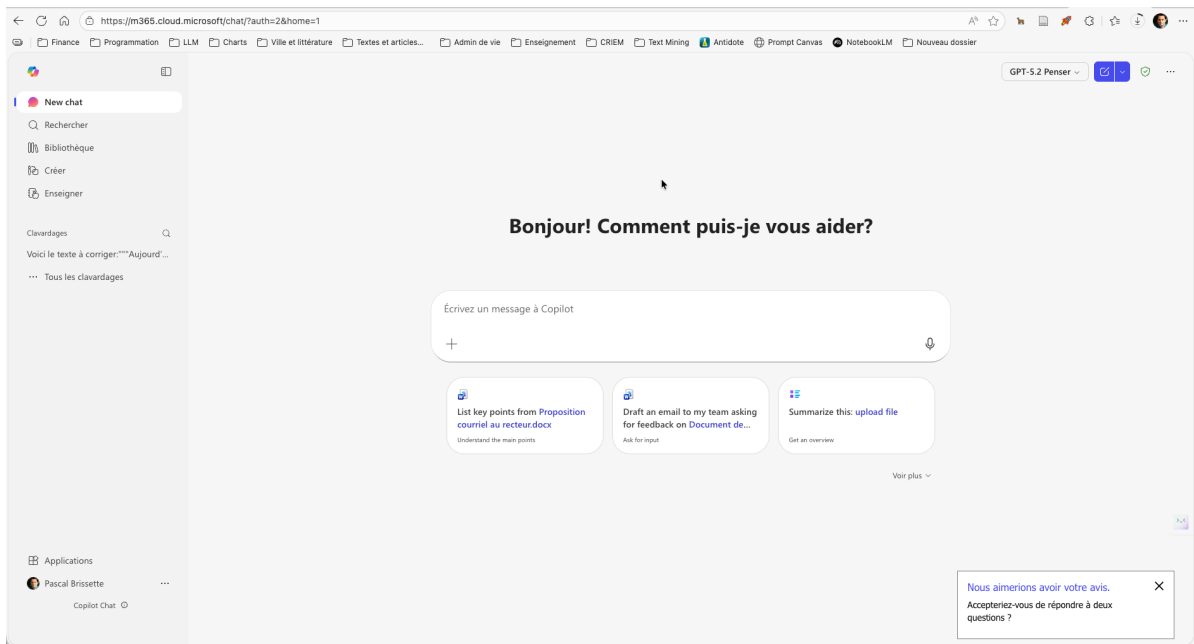 https://m365.cloud.microsoft/chat/?auth=2&home=1
Finance Programmation LLM Charts Ville et littérature Textes et articles... Admin de vie Enseignement CRIEM Text Mining Antidote Prompt Canvas NotebookLM Nouveau dossier
GPT-5.2 Penser
New chat
Rechercher
Bibliothèque
Créer
Enseigner
Clavardages
Voici le texte à corriger:"""Aujourd'...
Tous les clavardages
Bonjour! Comment puis-je vous aider?
Écrivez un message à Copilot
List key points from Proposition
courriel au recteur.docx
Understand the main points
Draft an email to my team asking
for feedback on Document de...
Ask for input
Summarize this: upload file
Get an overview
Voir plus
Applications
Pascal Brissette
Copilot Chat
Nous aimerions avoir votre avis.
Accepteriez-vous de répondre à deux
questions ?